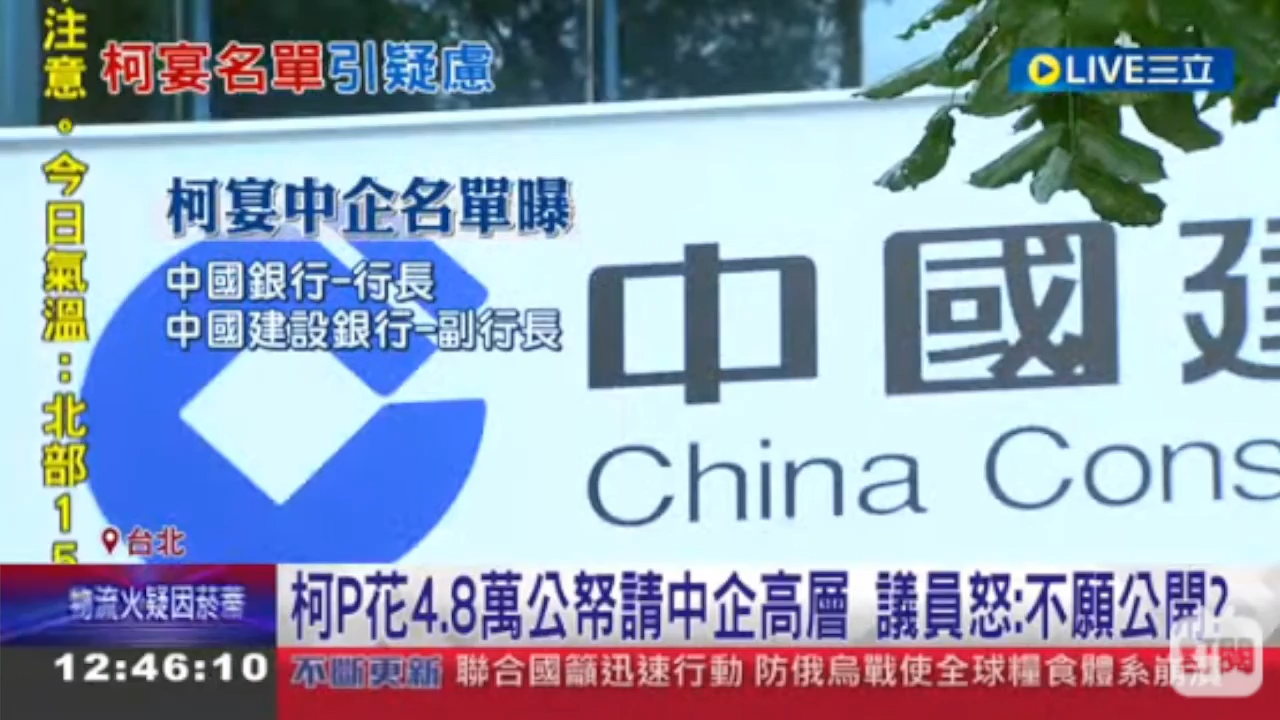 注意。今日氣溫:北部15
柯宴名單引疑慮
LIVE三立
柯宴中企名單曝
中國銀行-行長
中國建設銀行-副行長
中國建
China Cons
台北
物流火疑因菸蒂
柯P花4.8萬公帑請中企高層 議員怒:不願公開?
12:46:10
不斷更新
聯合國籲迅速行動 防俄烏戰使全球糧食體系崩潰